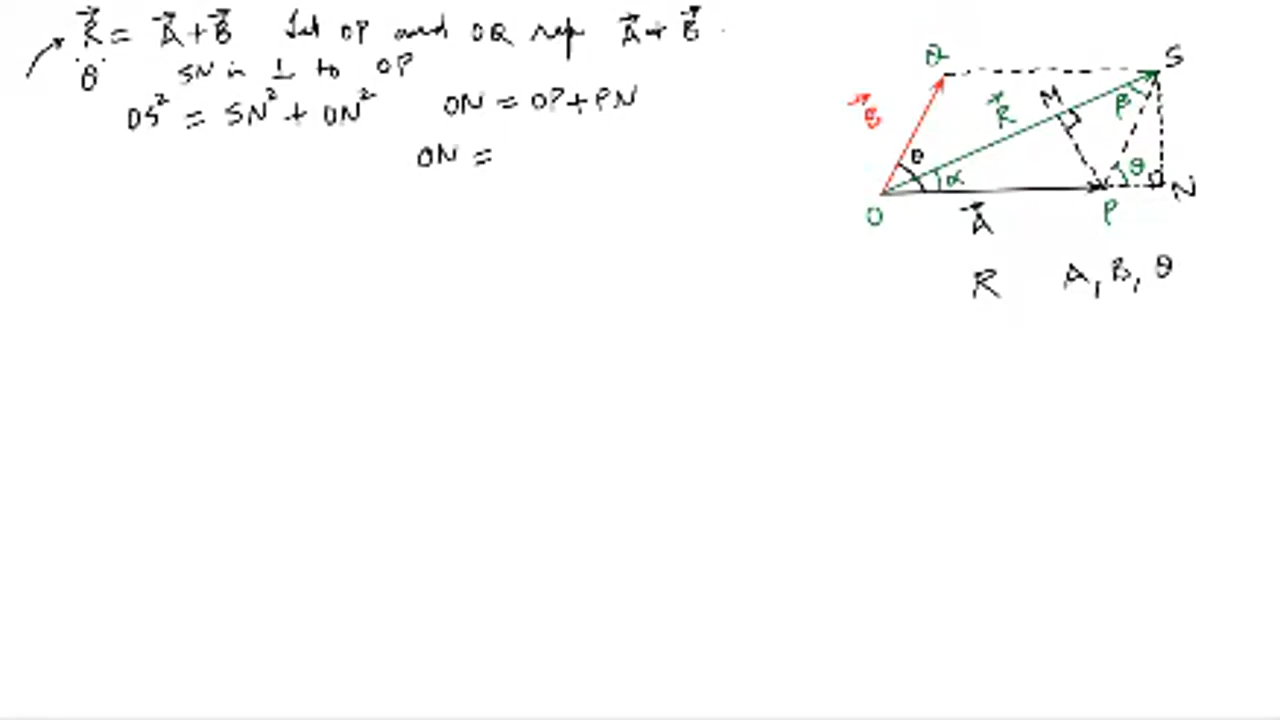 R⃗ = A⃗ + B⃗ Let OP and OQ rep A⃗ + B⃗.
θ SN is ⊥ to OP
OS² = SN² + ON² ON = OP + PN
ON =
Q S
B⃗ R⃗ M β
θ α θ
O A⃗ P N
R A, B, θ